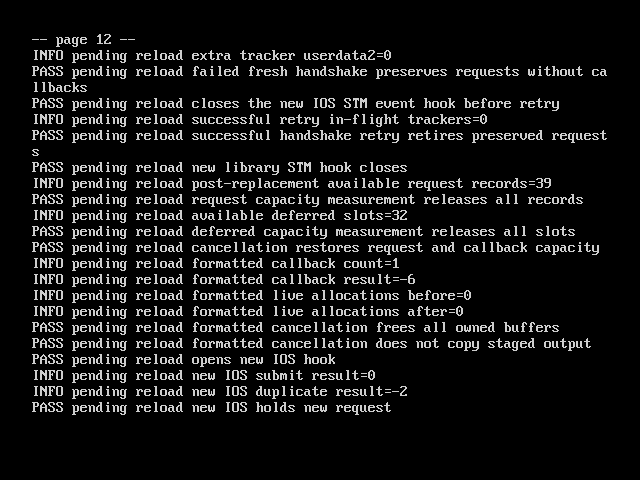 -- page 12 --
INFO pending reload extra tracker userdata2=0
PASS pending reload failed fresh handshake preserves requests without ca
llbacks
PASS pending reload closes the new IOS STM event hook before retry
INFO pending reload successful retry in-flight trackers=0
PASS pending reload successful handshake retry retires preserved request
s
PASS pending reload new library STM hook closes
INFO pending reload post-replacement available request records=39
PASS pending reload request capacity measurement releases all records
INFO pending reload available deferred slots=32
PASS pending reload deferred capacity measurement releases all slots
PASS pending reload cancellation restores request and callback capacity
INFO pending reload formatted callback count=1
INFO pending reload formatted callback result=-6
INFO pending reload formatted live allocations before=0
INFO pending reload formatted live allocations after=0
PASS pending reload formatted cancellation frees all owned buffers
PASS pending reload formatted cancellation does not copy staged output
PASS pending reload opens new IOS hook
INFO pending reload new IOS submit result=0
INFO pending reload new IOS duplicate result=-2
PASS pending reload new IOS holds new request